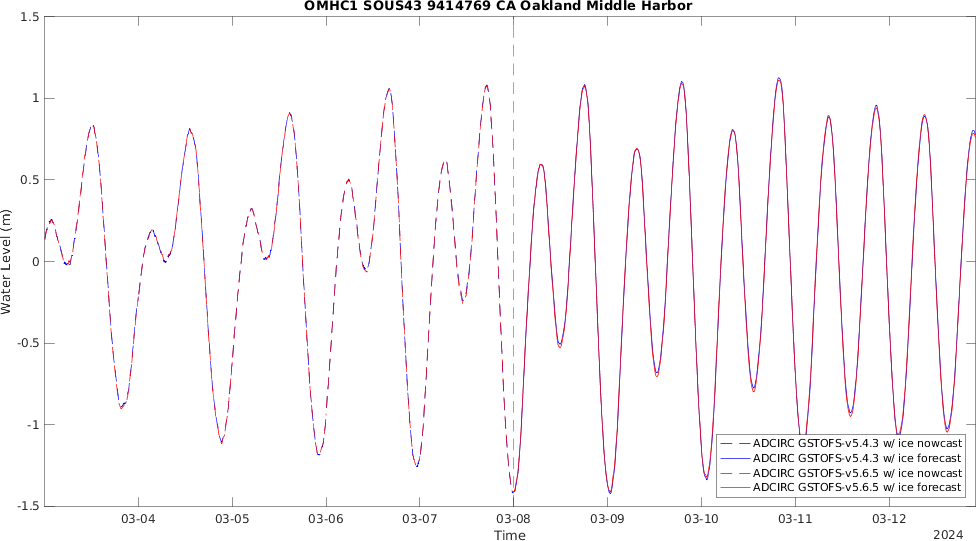 OMHC1 SOUS43 9414769 CA Oakland Middle Harbor
1.5
1
0.5
0
-0.5
-1
-1.5
Water Level (m)
03-04 03-05 03-06 03-07 03-08 03-09 03-10 03-11 03-12
Time
2024
ADCIRC GSTOFS-v5.4.3 w/ ice nowcast
ADCIRC GSTOFS-v5.4.3 w/ ice forecast
ADCIRC GSTOFS-v5.6.5 w/ ice nowcast
ADCIRC GSTOFS-v5.6.5 w/ ice forecast